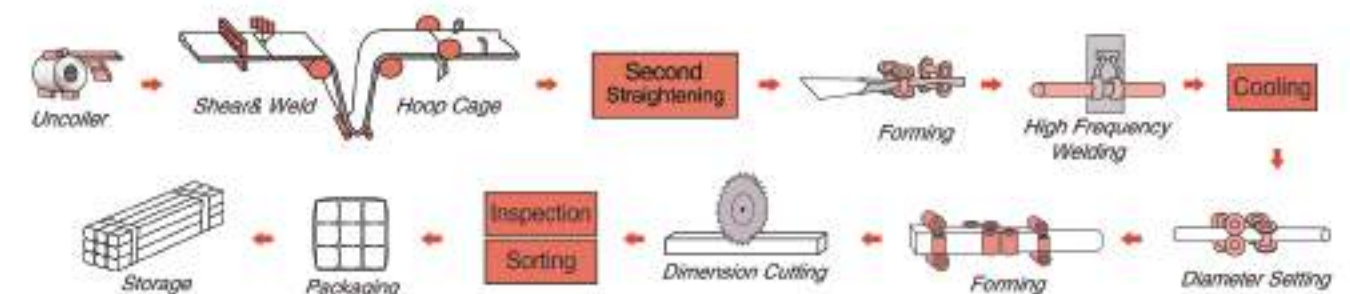 Uncoiler
Shear& Weld
Hoop Cage
Second
Straightening
Forming
High Frequency
Welding
Cooling
Diameter Setting
Forming
Dimension Cutting
Inspection
Sorting
Packaging
Storage